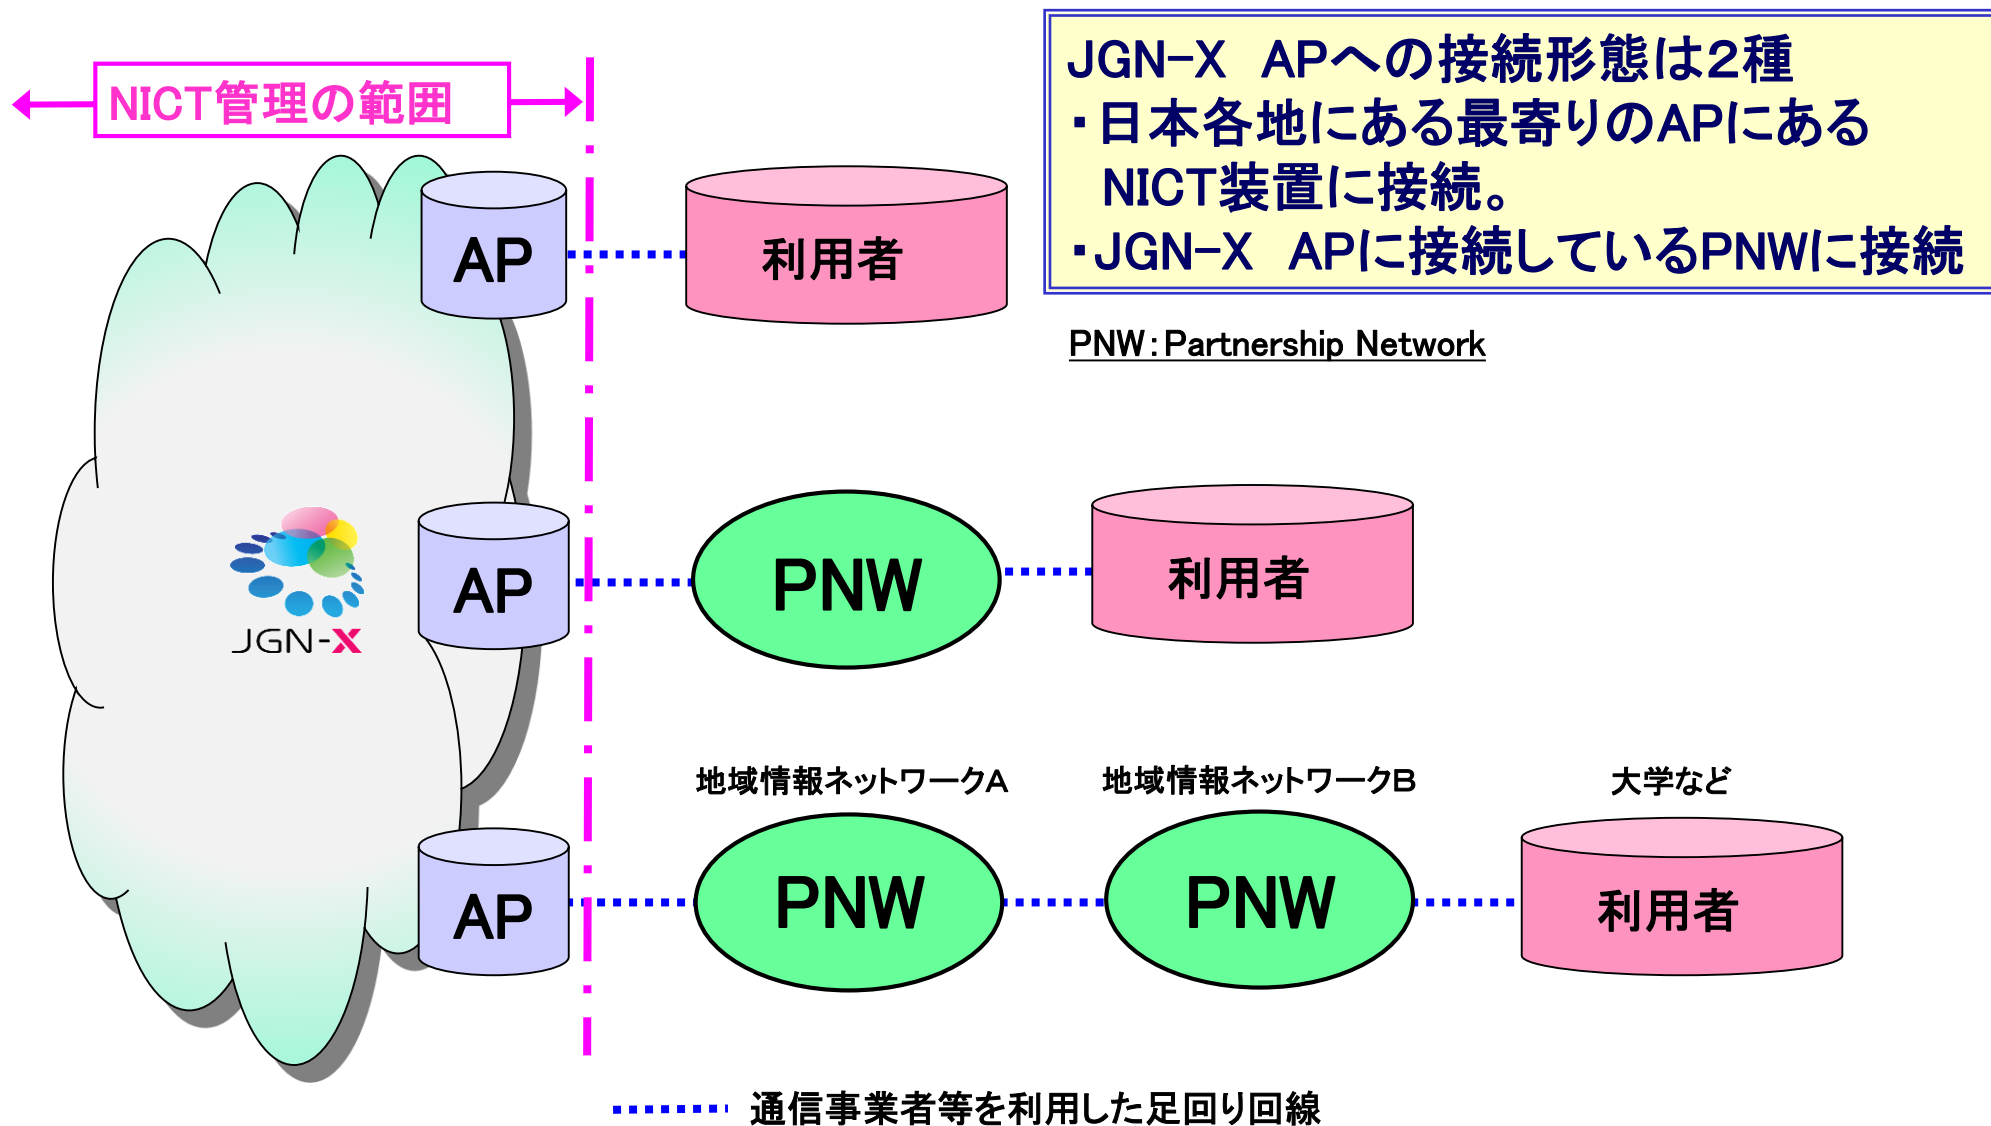 NICT管理の範囲
JGN-X　APへの接続形態は2種
・日本各地にある最寄りのAPにある
NICT装置に接続。
・JGN-X　APに接続しているPNWに接続
PNW：Partnership Network
AP
利用者
JGN-X
AP
PNW
利用者
地域情報ネットワークA
地域情報ネットワークB
大学など
AP
PNW
PNW
利用者
通信事業者等を利用した足回り回線